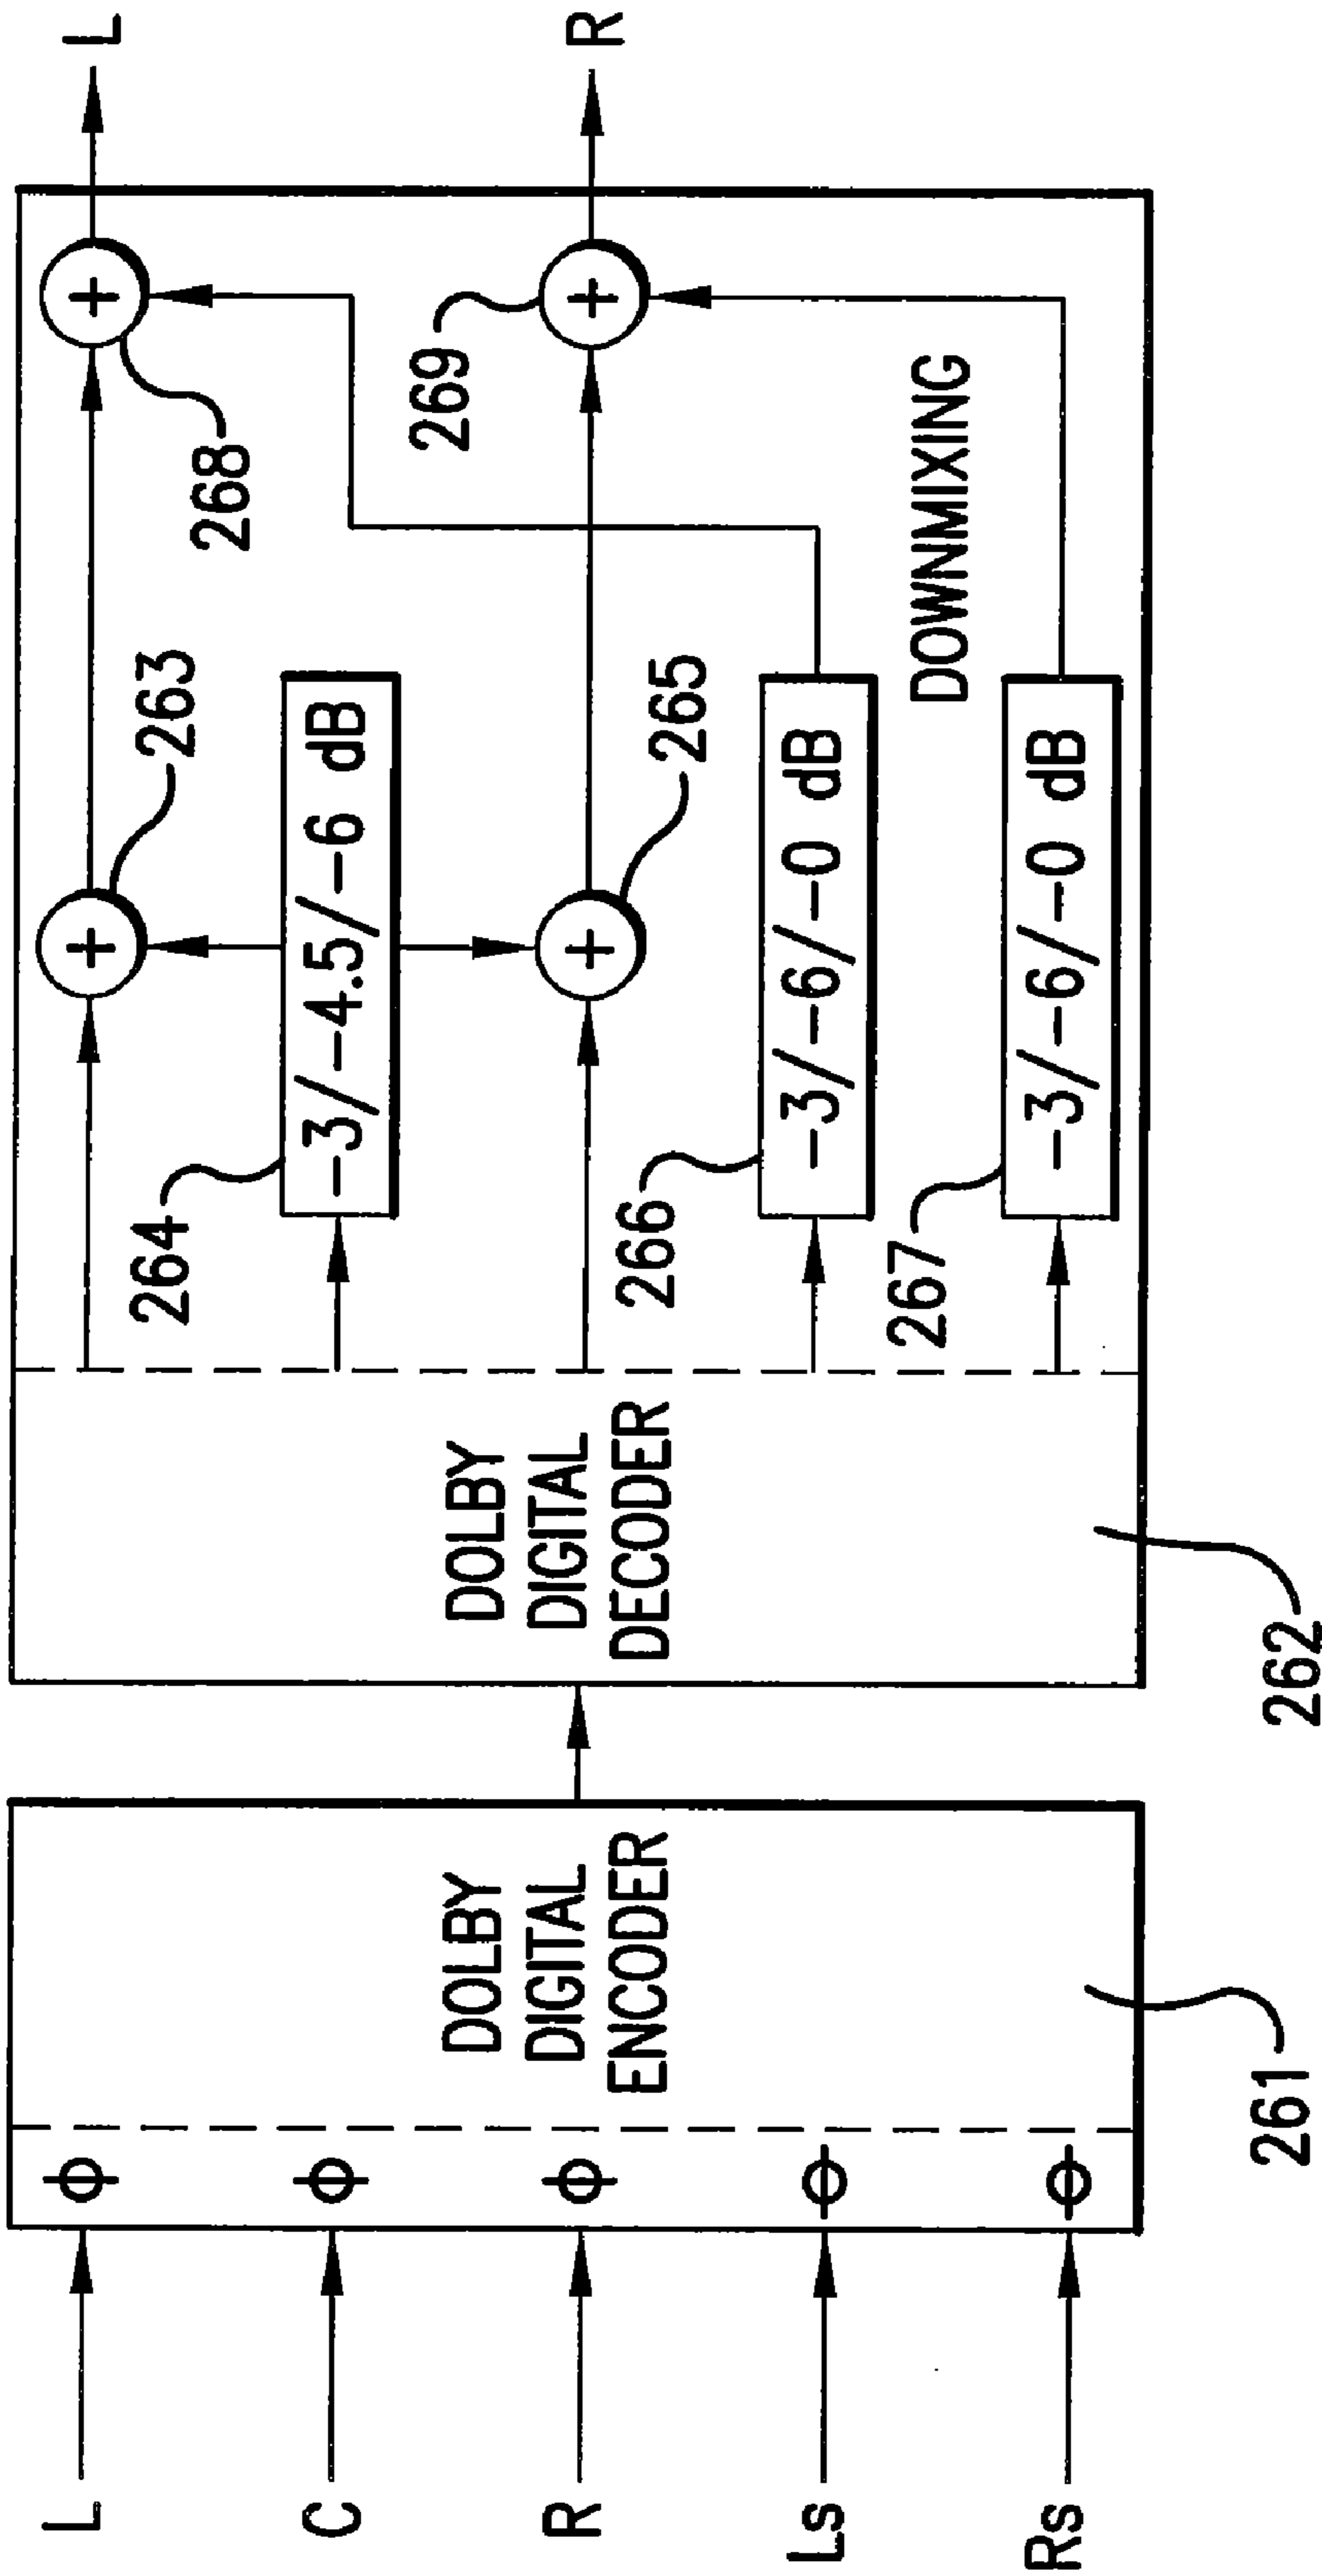 L
C
R
Ls
Rs
Φ
Φ
Φ
Φ
Φ
DOLBY
DIGITAL
ENCODER
261
DOLBY
DIGITAL
DECODER
262
264
-3/-4.5/-6 dB
263
+
266
-3/-6/-0 dB
265
+
267
-3/-6/-0 dB
DOWNMIXING
268
+
269
+
L
R